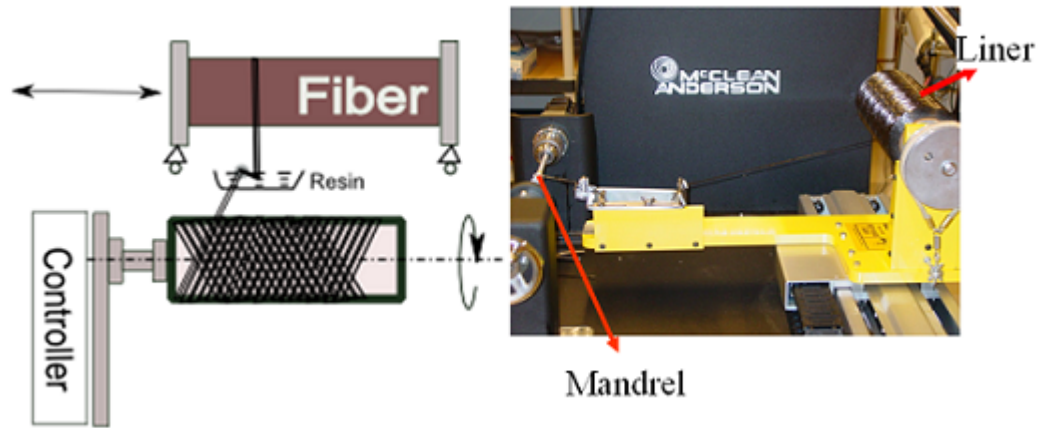 Fiber
Resin
Controller
McCLEAN
ANDERSON
Liner
Mandrel